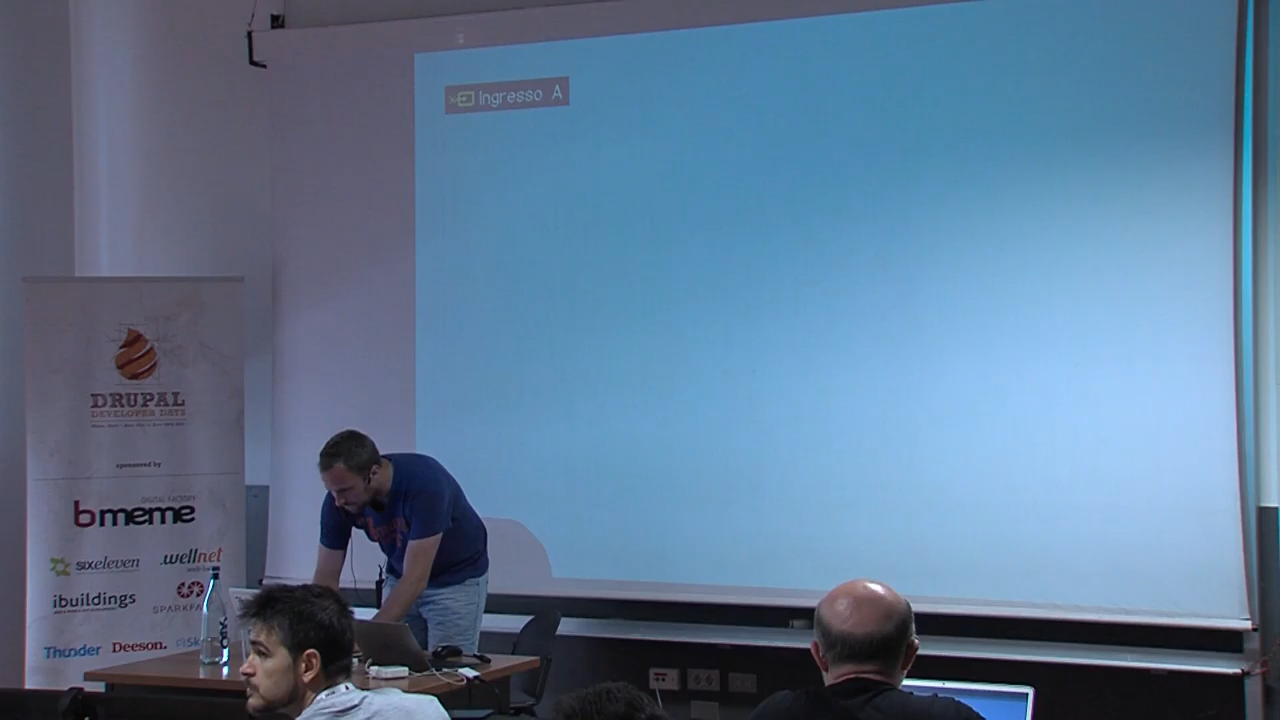 Ingresso A
DRUPAL
DEVELOPER DAYS
sponsored by
DIGITAL FACTORY
bmeme
sixeleven
.wellnet
ibuildings
Thunder
Deeson.